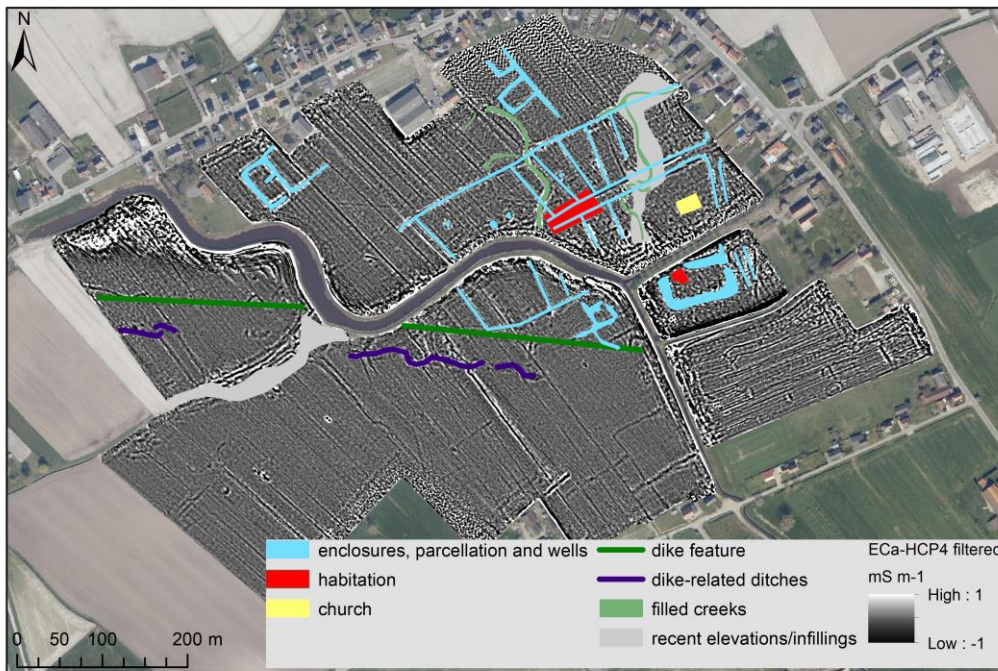 N
enclosures, parcellation and wells
habitation
church
dike feature
dike-related ditches
filled creeks
recent elevations/infillings
ECa-HCP4 filtered
mS m-1
High : 1
Low : -1
0 50 100 200 m